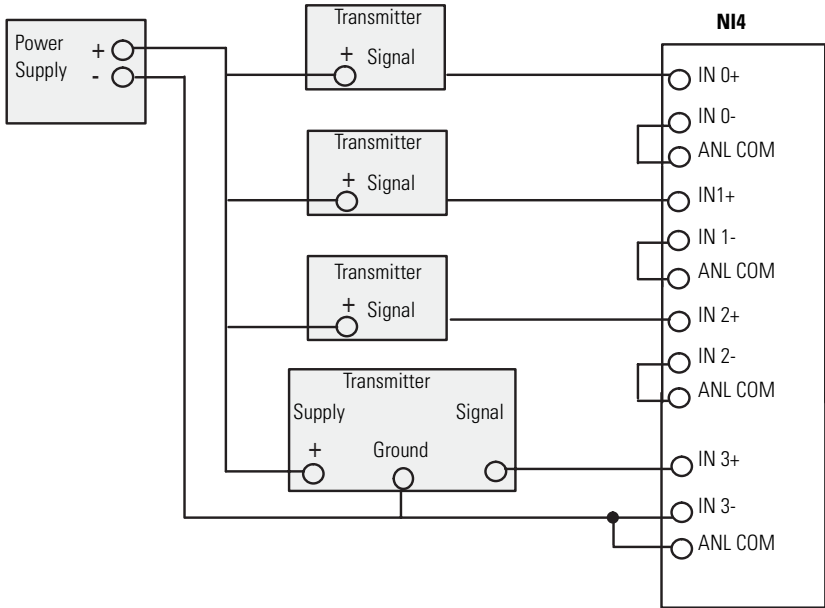 NI4
Power
Supply
+
-
Transmitter
+ Signal
Transmitter
+ Signal
Transmitter
+ Signal
Transmitter
Supply Signal
+ Ground
IN 0+
IN 0-
ANL COM
IN1+
IN 1-
ANL COM
IN 2+
IN 2-
ANL COM
IN 3+
IN 3-
ANL COM